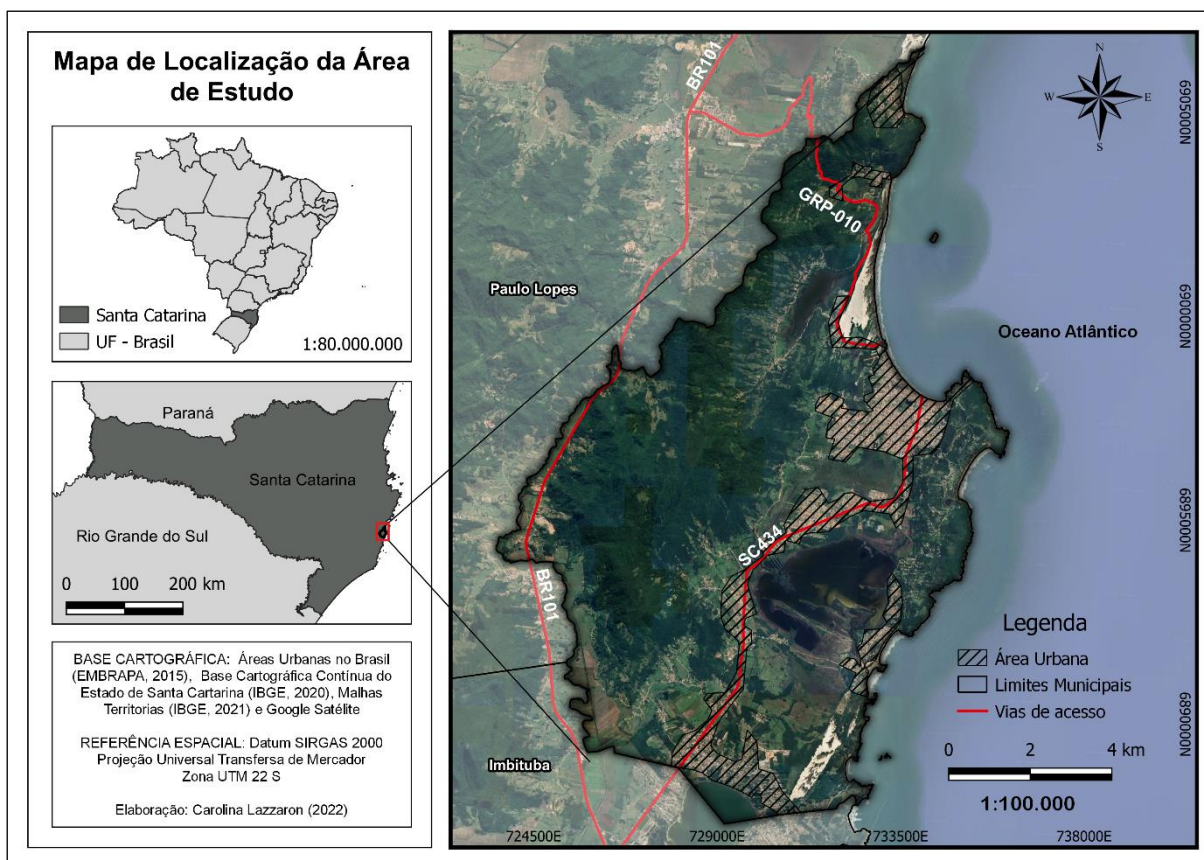 Mapa de Localização da Área
de Estudo
Santa Catarina
UF - Brasil
1:80.000.000
Paraná
Santa Catarina
Rio Grande do Sul
0 100 200 km
BASE CARTOGRÁFICA: Áreas Urbanas no Brasil
(EMBRAPA, 2015), Base Cartográfica Contínua do
Estado de Santa Cartarina (IBGE, 2020), Malhas
Territorias (IBGE, 2021) e Google Satélite
REFERÊNCIA ESPACIAL: Datum SIRGAS 2000
Projeção Universal Transfersa de Mercador
Zona UTM 22 S
Elaboração: Carolina Lazzaron (2022)
BR101
N
W E
S
6905000N
GRP-010
Paulo Lopes
Oceano Atlântico
6900000N
6895000N
SC434
BR101
Legenda
Área Urbana
Limites Municipais
Vias de acesso
6890000N
0 2 4 km
1:100.000
Imbituba
724500E 729000E 7733500E 738000E